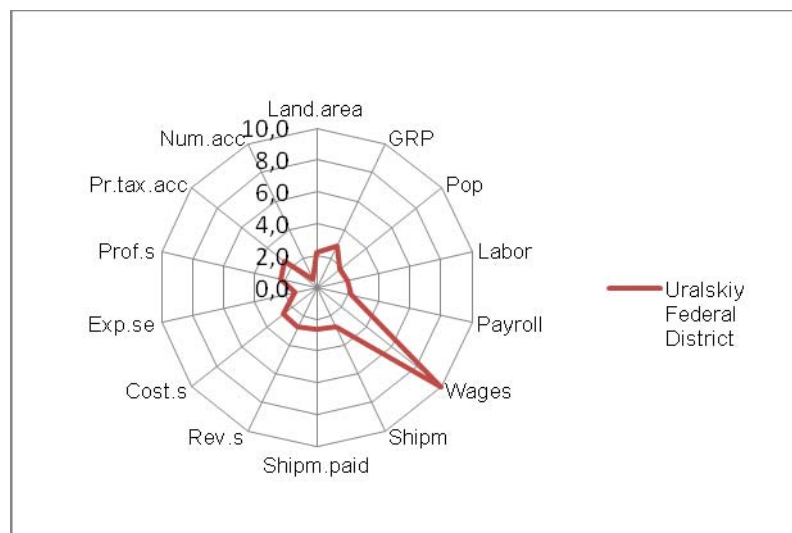 Land.area
GRP
Pop
Labor
Payroll
Wages
Shipm
Shipm.paid
Rev.s
Cost.s
Exp.se
Prof.s
Pr.tax.acc
Num.acc
10,0
8,0
6,0
4,0
2,0
0,0
Uralskiy
Federal
District